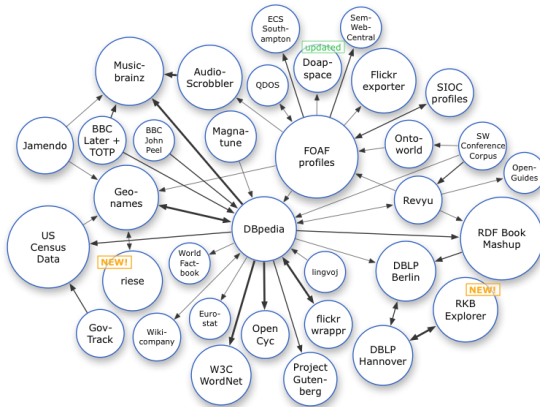 ECS
South-
ampton
Sem-
Web-
Central
updated
Doap-
space
Music-
brainz
Audio-
Scrobbler
QDOS
Flickr
exporter
SIOC
profiles
BBC
Later +
TOTP
BBC
John
Peel
Magna-
tune
Jamendo
FOAF
profiles
Onto-
world
SW
Conference
Corpus
Open-
Guides
Geo-
names
Revyu
US
Census
Data
DBpedia
RDF Book
Mashup
NEW!
riese
World
Fact-
book
lingvoj
DBLP
Berlin
NEW!
RKB
Explorer
Gov-
Track
Wiki-
company
Euro-
stat
Open
Cyc
flickr
wrappr
DBLP
Hannover
W3C
WordNet
Project
Guten-
berg